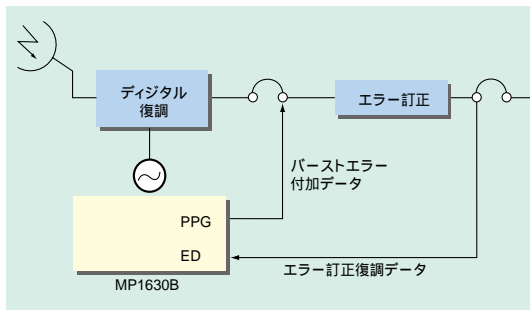 ディジタル
復調
エラー訂正
バーストエラー
付加データ
PPG
ED
エラー訂正復調データ
MP1630B